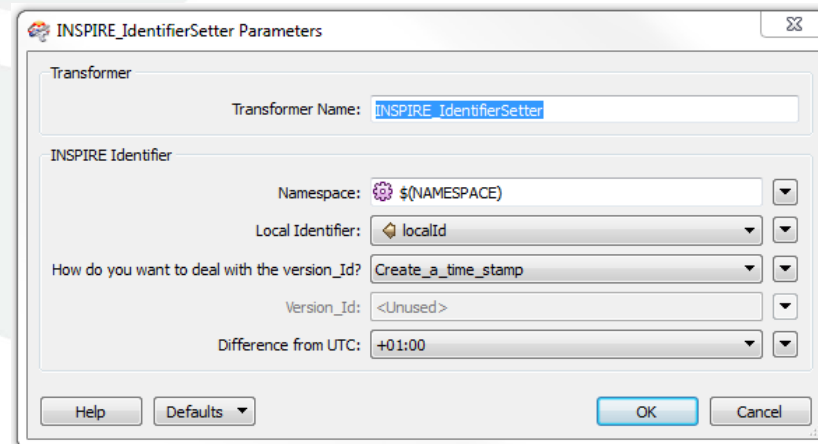 INSPIRE_IdentifierSetter Parameters
Transformer
Transformer Name: INSPIRE_IdentifierSetter
INSPIRE Identifier
Namespace: $(NAMESPACE)
Local Identifier: localId
How do you want to deal with the version_Id? Create_a_time_stamp
Version_Id: <Unused>
Difference from UTC: +01:00
Help Defaults OK Cancel